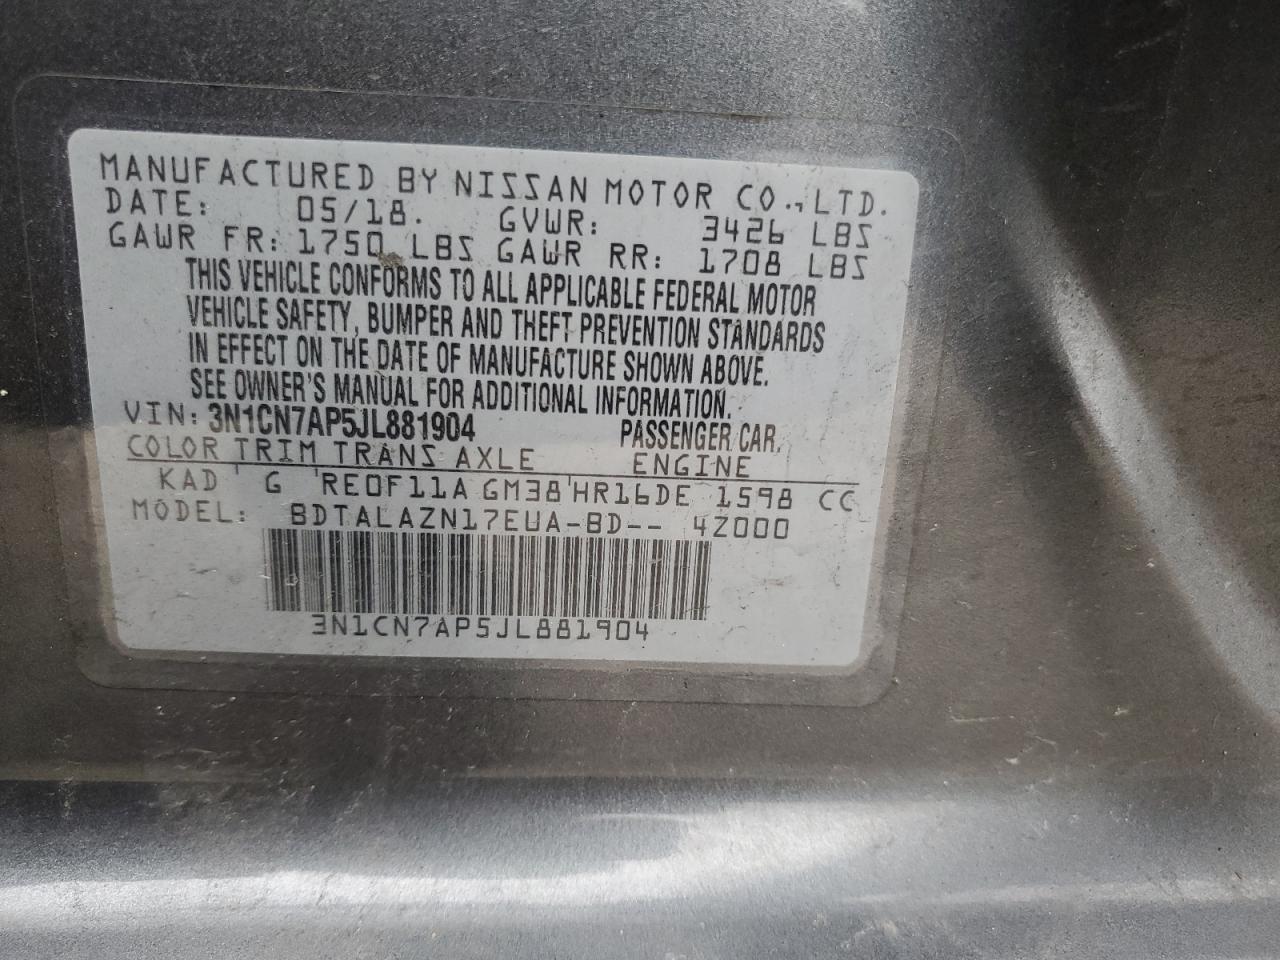 MANUFACTURED BY NISSAN MOTOR CO., LTD.
DATE: 05/18. GVWR: 3426 LBS
GAWR FR: 1750 LBS GAWR RR: 1708 LBS
THIS VEHICLE CONFORMS TO ALL APPLICABLE FEDERAL MOTOR
VEHICLE SAFETY, BUMPER AND THEFT PREVENTION STANDARDS
IN EFFECT ON THE DATE OF MANUFACTURE SHOWN ABOVE.
SEE OWNER'S MANUAL FOR ADDITIONAL INFORMATION.
VIN: 3N1CN7AP5JL881904 PASSENGER CAR,
COLOR TRIM TRANS AXLE ENGINE
KAD ' G 'RE0F11A GM38'HR16DE 1598 CC
MODEL: BDTALAZN17EUA-BD-- 4Z000
3N1CN7AP5JL881904